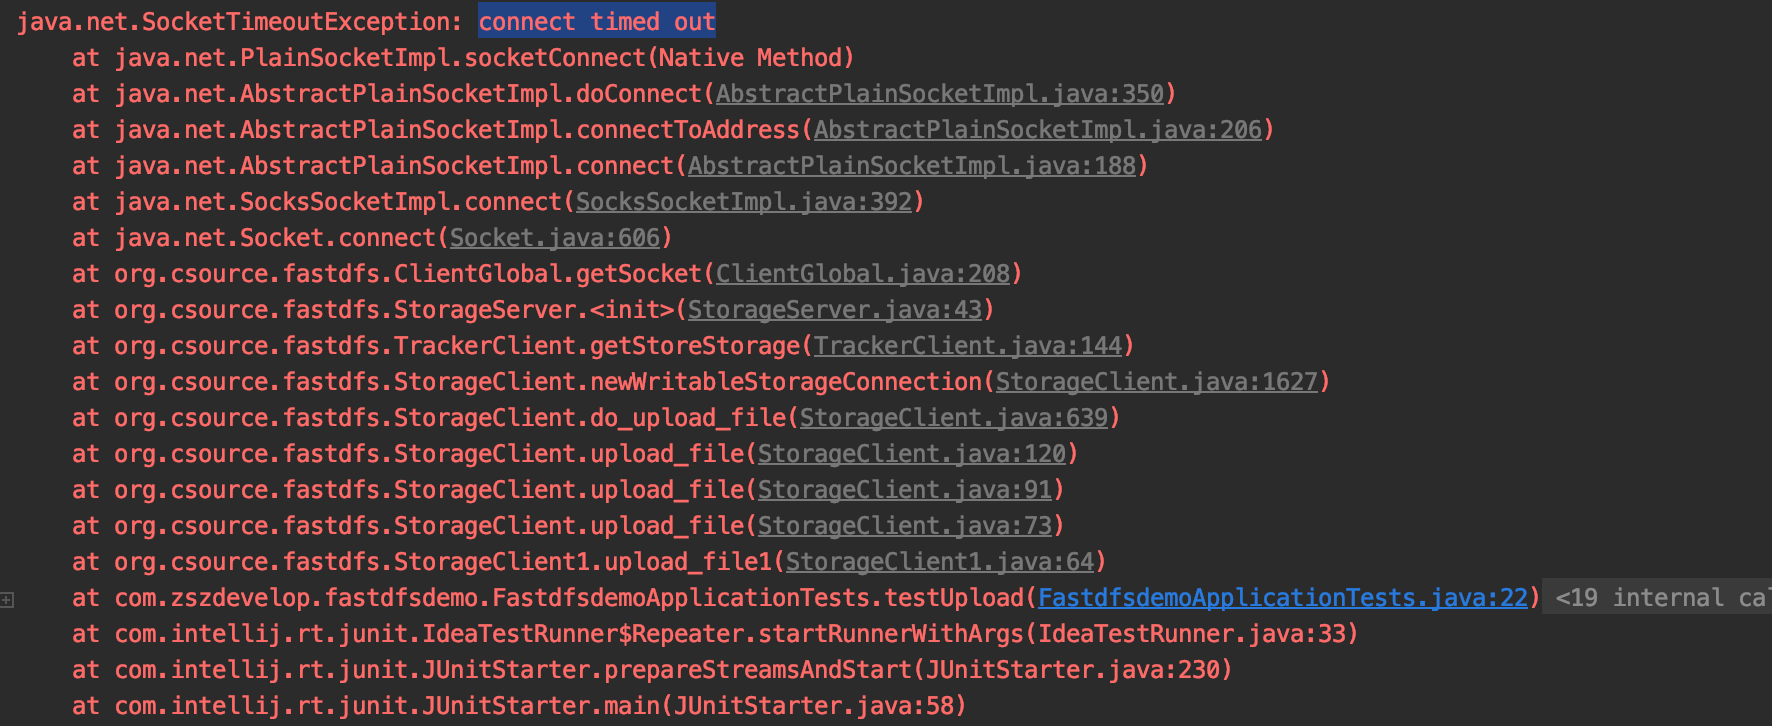 java.net.SocketTimeoutException: connect timed out
at java.net.PlainSocketImpl.socketConnect(Native Method)
at java.net.AbstractPlainSocketImpl.doConnect(AbstractPlainSocketImpl.java:350)
at java.net.AbstractPlainSocketImpl.connectToAddress(AbstractPlainSocketImpl.java:206)
at java.net.AbstractPlainSocketImpl.connect(AbstractPlainSocketImpl.java:188)
at java.net.SocksSocketImpl.connect(SocksSocketImpl.java:392)
at java.net.Socket.connect(Socket.java:606)
at org.csource.fastdfs.ClientGlobal.getSocket(ClientGlobal.java:208)
at org.csource.fastdfs.StorageServer.<init>(StorageServer.java:43)
at org.csource.fastdfs.TrackerClient.getStoreStorage(TrackerClient.java:144)
at org.csource.fastdfs.StorageClient.newWritableStorageConnection(StorageClient.java:1627)
at org.csource.fastdfs.StorageClient.do_upload_file(StorageClient.java:639)
at org.csource.fastdfs.StorageClient.upload_file(StorageClient.java:120)
at org.csource.fastdfs.StorageClient.upload_file(StorageClient.java:91)
at org.csource.fastdfs.StorageClient.upload_file(StorageClient.java:73)
at org.csource.fastdfs.StorageClient1.upload_file1(StorageClient1.java:64)
at com.zszdevelop.fastdfsdemo.FastdfsdemoApplicationTests.testUpload(FastdfsdemoApplicationTests.java:22) <19 internal
at com.intellij.rt.junit.IdeaTestRunner$Repeater.startRunnerWithArgs(IdeaTestRunner.java:33)
at com.intellij.rt.junit.JUnitStarter.prepareStreamsAndStart(JUnitStarter.java:230)
at com.intellij.rt.junit.JUnitStarter.main(JUnitStarter.java:58)